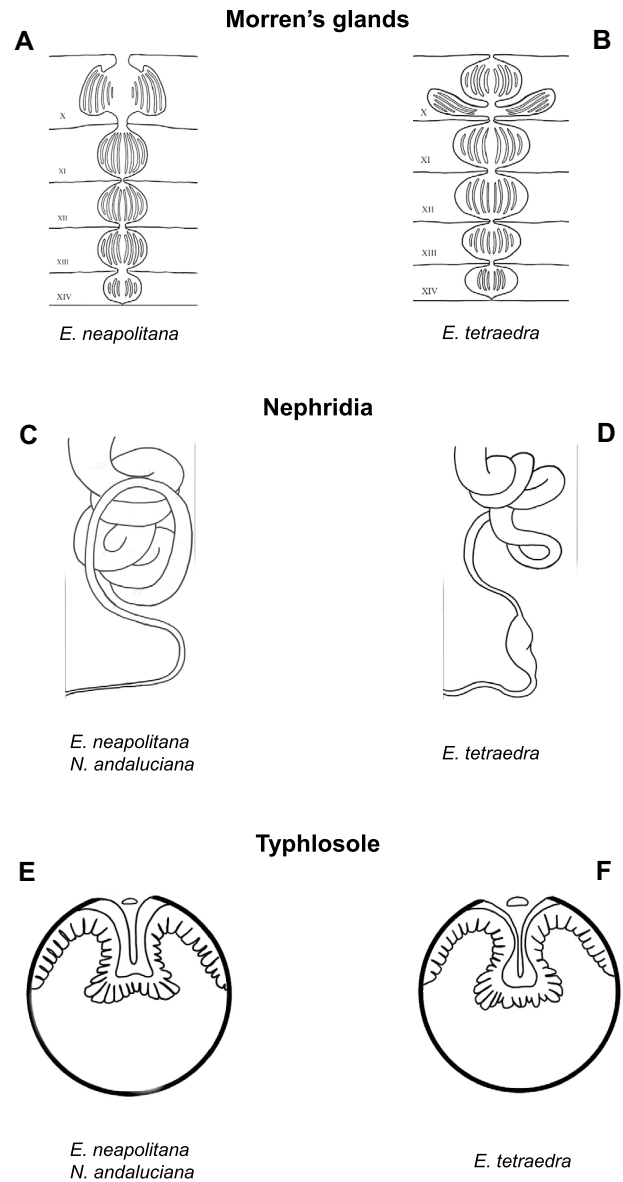 Morren's glands
A
B
X
XI
XII
XIII
XIV
X
XI
XII
XIII
XIV
E. neapolitana
E. tetraedra
Nephridia
C
D
E. neapolitana
N. andaluciana
E. tetraedra
Typhlosole
E
F
E. neapolitana
N. andaluciana
E. tetraedra